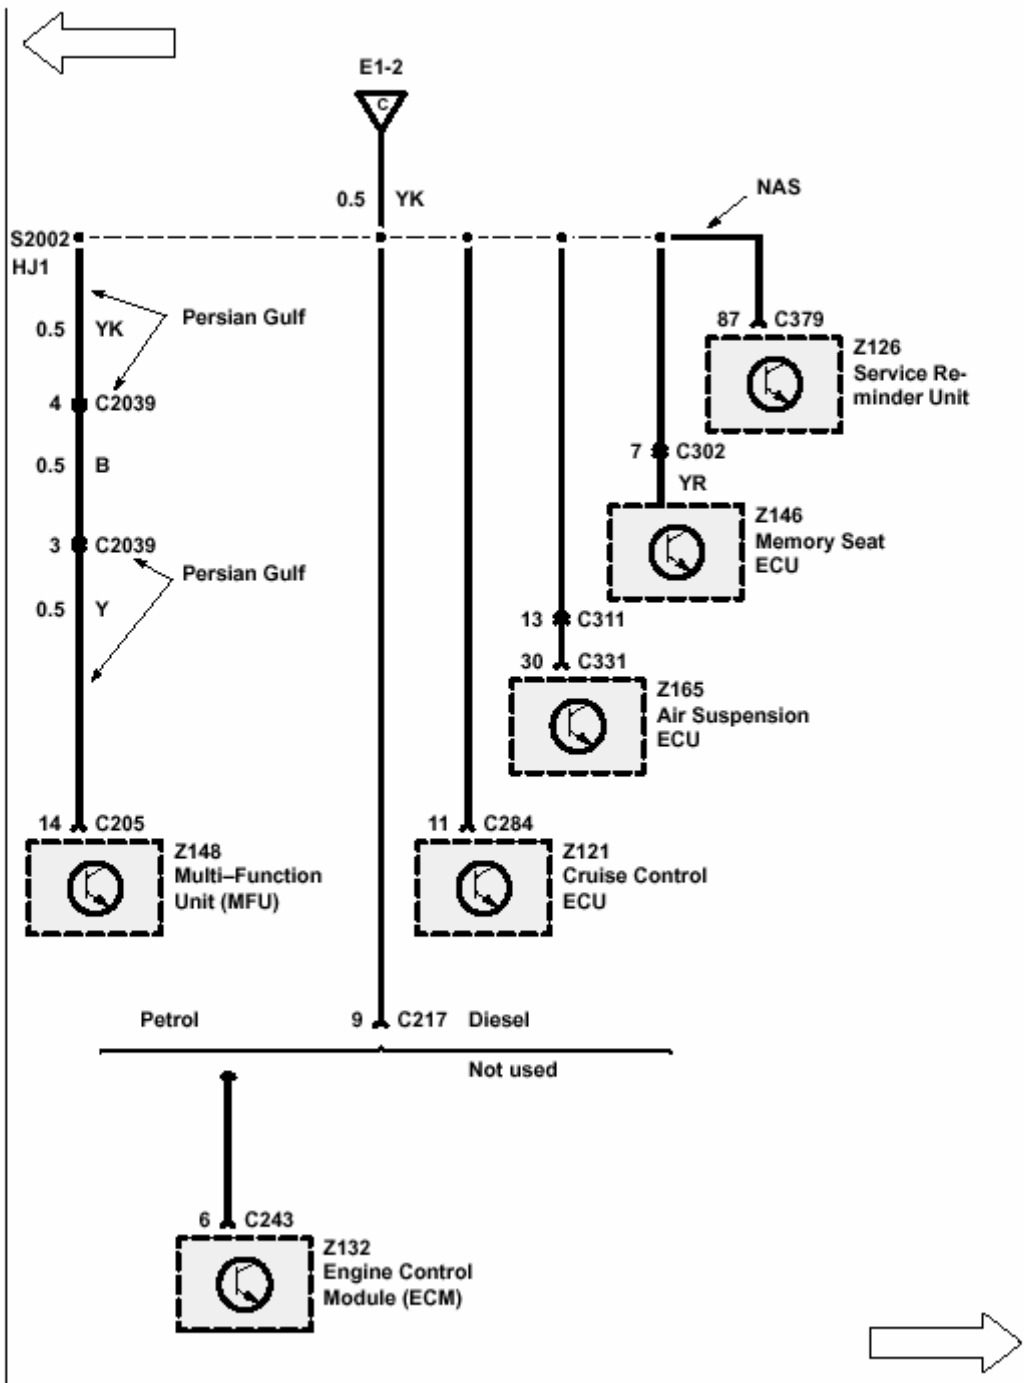 E1-2
C
0.5 YK
NAS
S2002
HJ1
Persian Gulf
0.5 YK
87 C379
Z126
Service Re-
minder Unit
4 C2039
7 C302
0.5 B
YR
Z146
Memory Seat
ECU
3 C2039
Persian Gulf
0.5 Y
13 C311
30 C331
Z165
Air Suspension
ECU
14 C205
11 C284
Z148
Multi–Function
Unit (MFU)
Z121
Cruise Control
ECU
Petrol
9 C217 Diesel
Not used
6 C243
Z132
Engine Control
Module (ECM)